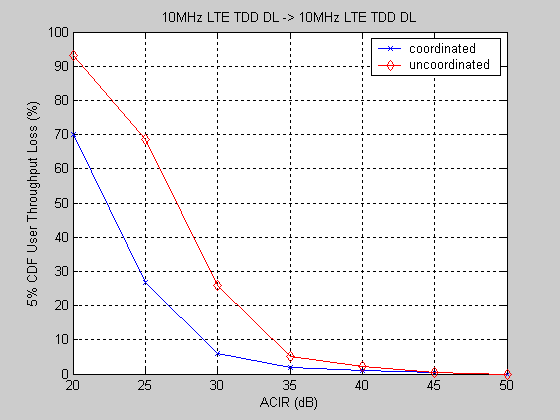 10MHz LTE TDD DL -> 10MHz LTE TDD DL
coordinated
uncoordinated
5% CDF User Throughput Loss (%)
100
90
80
70
60
50
40
30
20
10
0
20 25 30 35 40 45 50
ACIR (dB)